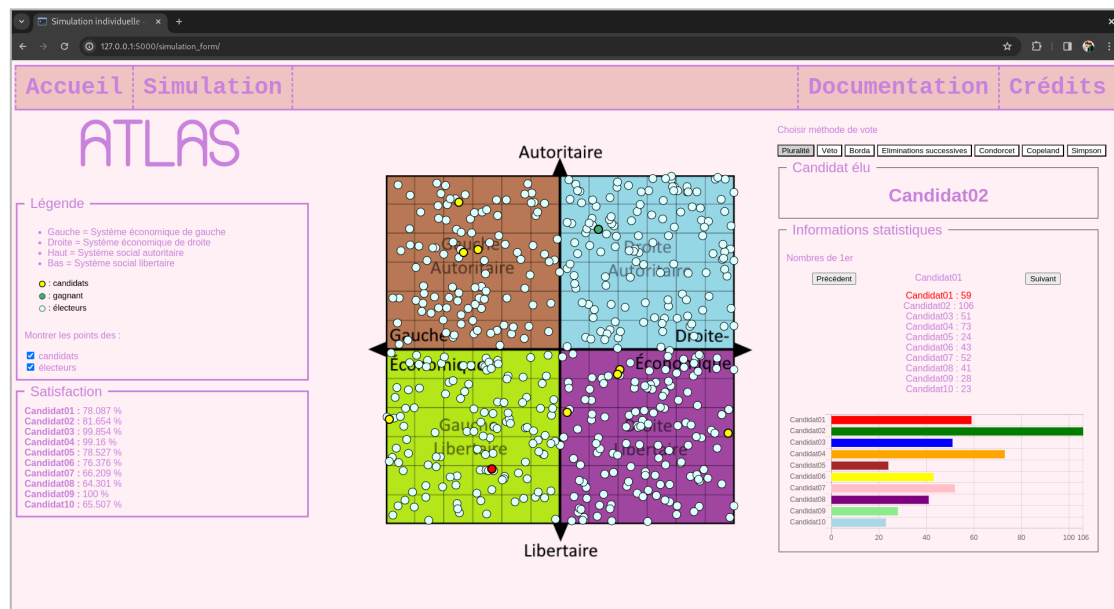 Simulation individuelle -
127.0.0.1:5000/simulation_form/
Accueil
Simulation
Documentation
Crédits
ATLAS
Légende
Gauche = Système économique de gauche
Droite = Système économique de droite
Haut = Système social autoritaire
Bas = Système social libertaire
: candidats
: gagnant
: électeurs
Montrer les points des :
candidats
électeurs
Satisfaction
Candidat01 : 78.087 %
Candidat02 : 81.654 %
Candidat03 : 99.854 %
Candidat04 : 99.16 %
Candidat05 : 78.527 %
Candidat06 : 76.376 %
Candidat07 : 66.209 %
Candidat08 : 64.301 %
Candidat09 : 100 %
Candidat10 : 65.507 %
Autoritaire
Gauche
Autoritaire
Droite
Autoritaire
Gauche
Économique
Droite-
Économique
Gauche
Libertaire
Droite
Libertaire
Libertaire
Choisir méthode de vote
Pluralité Véto Borda Eliminations successives Condorcet Copeland Simpson
Candidat élu
Candidat02
Informations statistiques
Nombres de 1er
Précédent
Candidat01
Suivant
Candidat01 : 59
Candidat02 : 106
Candidat03 : 51
Candidat04 : 73
Candidat05 : 24
Candidat06 : 43
Candidat07 : 52
Candidat08 : 41
Candidat09 : 28
Candidat10 : 23
Candidat01
Candidat02
Candidat03
Candidat04
Candidat05
Candidat06
Candidat07
Candidat08
Candidat09
Candidat10
0 20 40 60 80 100 106